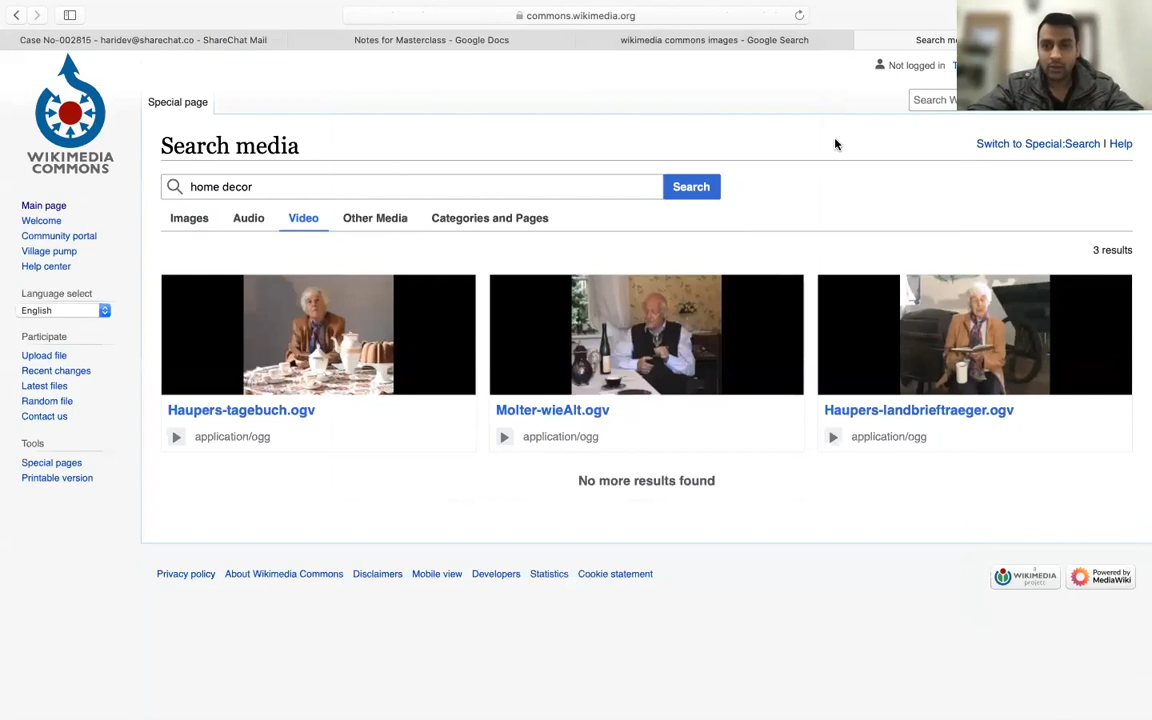 commons.wikimedia.org
Case No-002815 - haridev@sharechat.co - ShareChat Mail
Notes for Masterclass - Google Docs
wikimedia commons images - Google Search
Search me
Not logged in
Special page
Search W
WIKIMEDIA
COMMONS
Search media
Switch to Special:Search | Help
home decor
Search
Images
Audio
Video
Other Media
Categories and Pages
3 results
Main page
Welcome
Community portal
Village pump
Help center
Language select
English
Participate
Upload file
Recent changes
Latest files
Random file
Contact us
Tools
Special pages
Printable version
Haupers-tagebuch.ogv
application/ogg
Molter-wieAlt.ogv
application/ogg
Haupers-landbrieftraeger.ogv
application/ogg
No more results found
Privacy policy
About Wikimedia Commons
Disclaimers
Mobile view
Developers
Statistics
Cookie statement
WIKIMEDIA
project
Powered by
MediaWiki